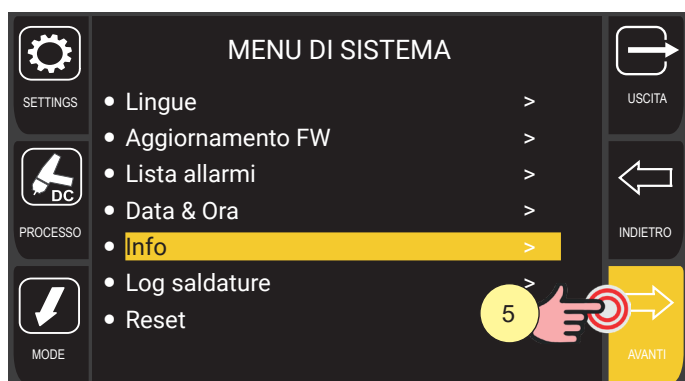 MENU DI SISTEMA
SETTINGS
DC
PROCESSO
MODE
• Lingue >
• Aggiornamento FW >
• Lista allarmi >
• Data & Ora >
• Info >
• Log saldature >
• Reset
5
USCITA
INDIETRO
AVANTI